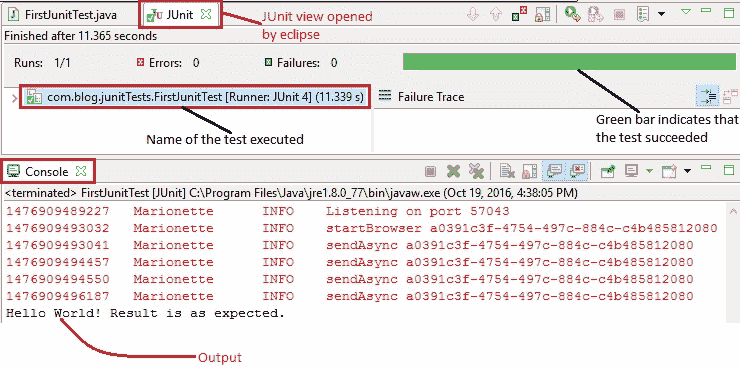 FirstJunitTest.java
JUnit
JUnit view opened
by eclipse
Finished after 11.365 seconds
Runs: 1/1
Errors: 0
Failures: 0
com.blog.junitTests.FirstJunitTest [Runner: JUnit 4] (11.339 s)
Failure Trace
Name of the test executed
Green bar indicates that
the test succeeded
Console
<terminated> FirstJunitTest [JUnit] C:\Program Files\Java\jre1.8.0_77\bin\javaw.exe (Oct 19, 2016, 4:38:05 PM)
1476909489227 Marionette INFO Listening on port 57043
1476909493032 Marionette INFO startBrowser a0391c3f-4754-497c-884c-c4b485812080
1476909493041 Marionette INFO sendAsync a0391c3f-4754-497c-884c-c4b485812080
1476909494457 Marionette INFO sendAsync a0391c3f-4754-497c-884c-c4b485812080
1476909494550 Marionette INFO sendAsync a0391c3f-4754-497c-884c-c4b485812080
1476909496187 Marionette INFO sendAsync a0391c3f-4754-497c-884c-c4b485812080
Hello World! Result is as expected.
Output